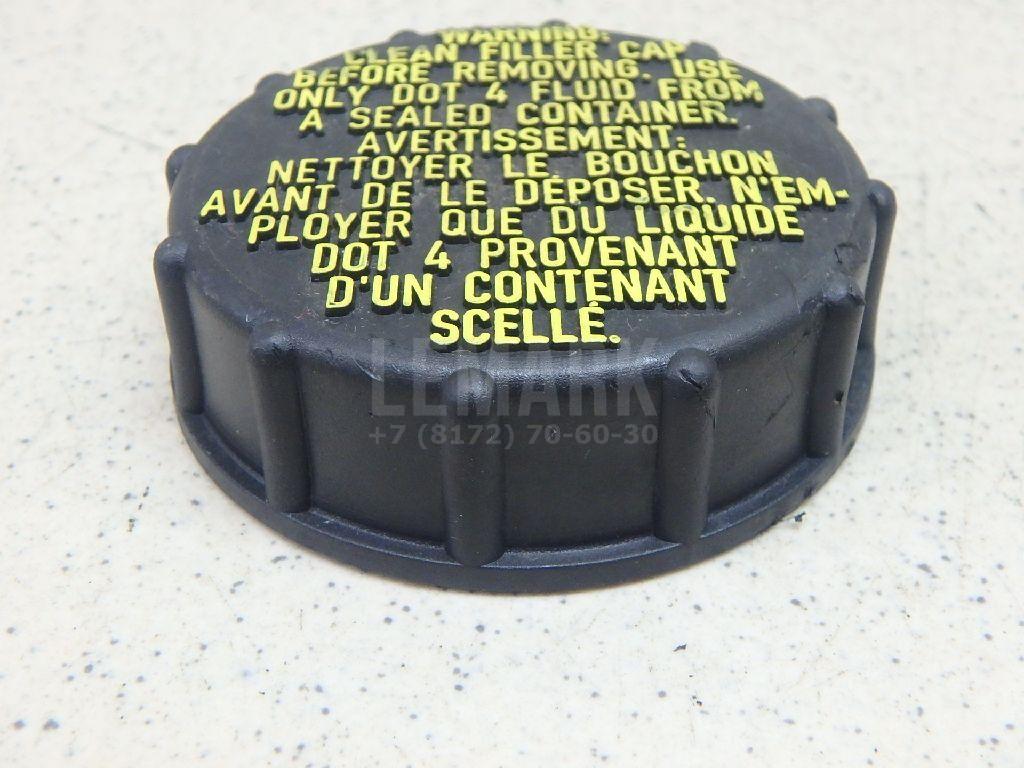 WARNING:
CLEAN FILLER CAP
BEFORE REMOVING. USE
ONLY DOT 4 FLUID FROM
A SEALED CONTAINER.
AVERTISSEMENT:
NETTOYER LE BOUCHON
AVANT DE LE DÉPOSER. N'EM-
PLOYER QUE DU LIQUIDE
DOT 4 PROVENANT
D'UN CONTENANT
SCELLÉ.
LEMARK
+7 (8172) 70-60-30